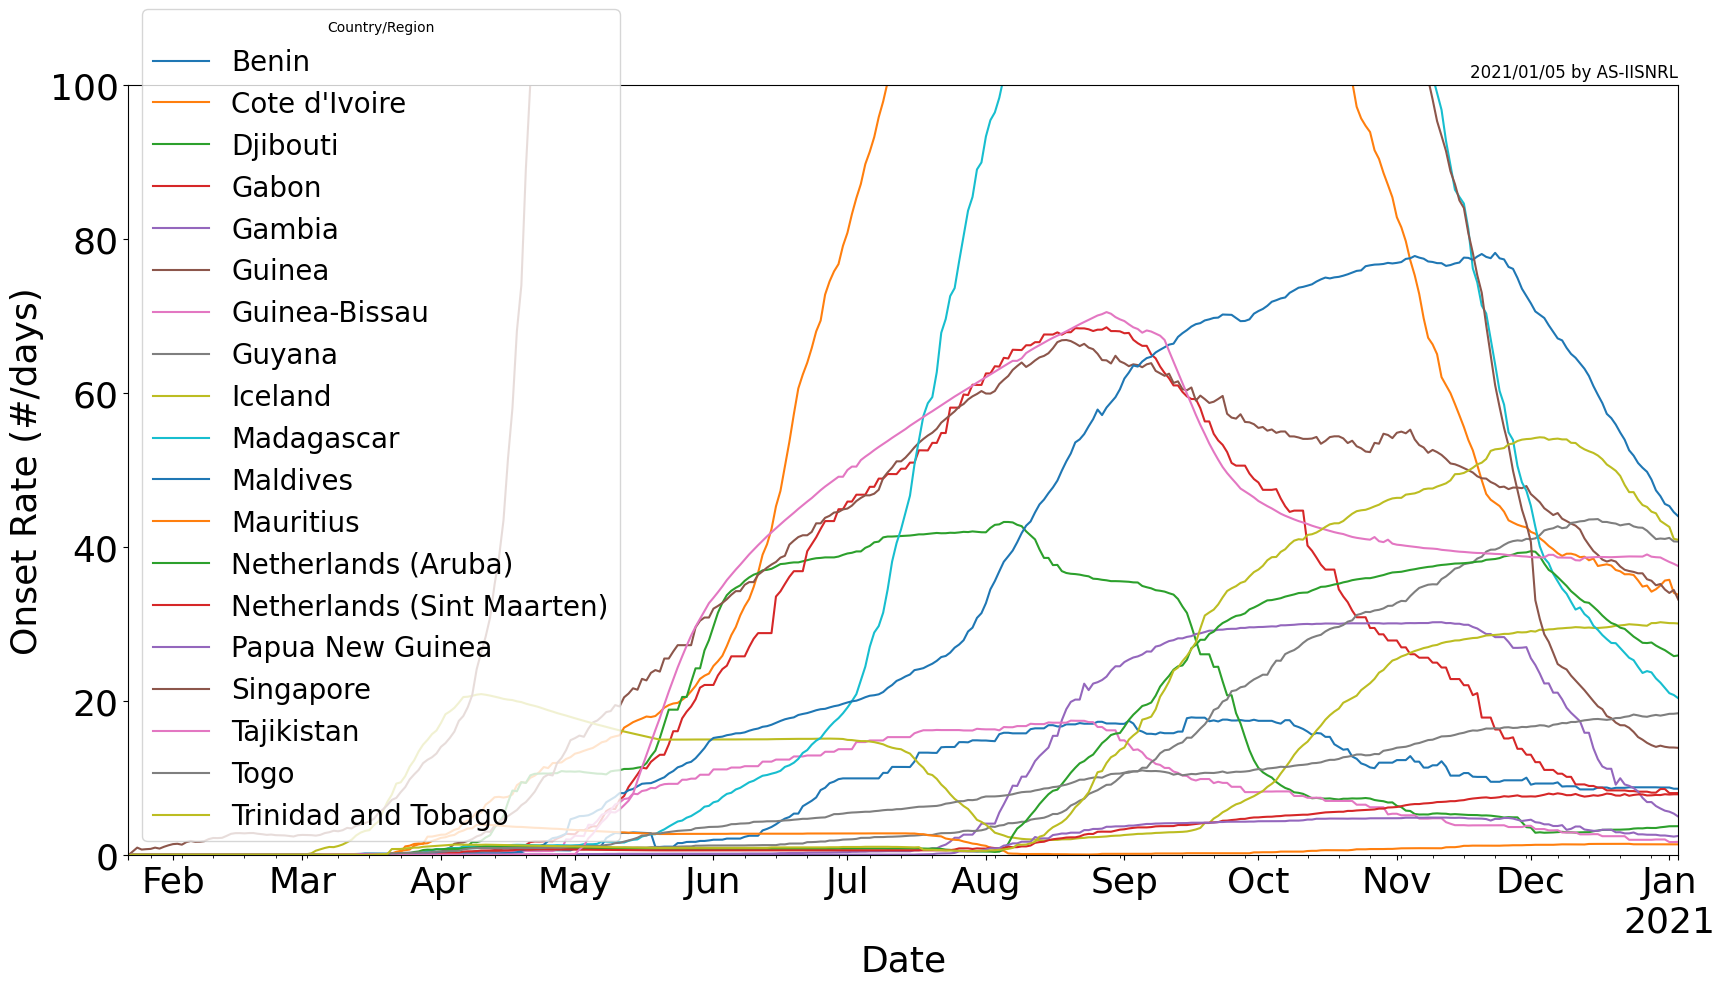 Country/Region
Benin
Cote d'Ivoire
Djibouti
Gabon
Gambia
Guinea
Guinea-Bissau
Guyana
Iceland
Madagascar
Maldives
Mauritius
Netherlands (Aruba)
Netherlands (Sint Maarten)
Papua New Guinea
Singapore
Tajikistan
Togo
Trinidad and Tobago
2021/01/05 by AS-IISNRL
Onset Rate (#/days)
100
80
60
40
20
0
Feb Mar Apr May Jun Jul Aug Sep Oct Nov Dec Jan
2021
Date